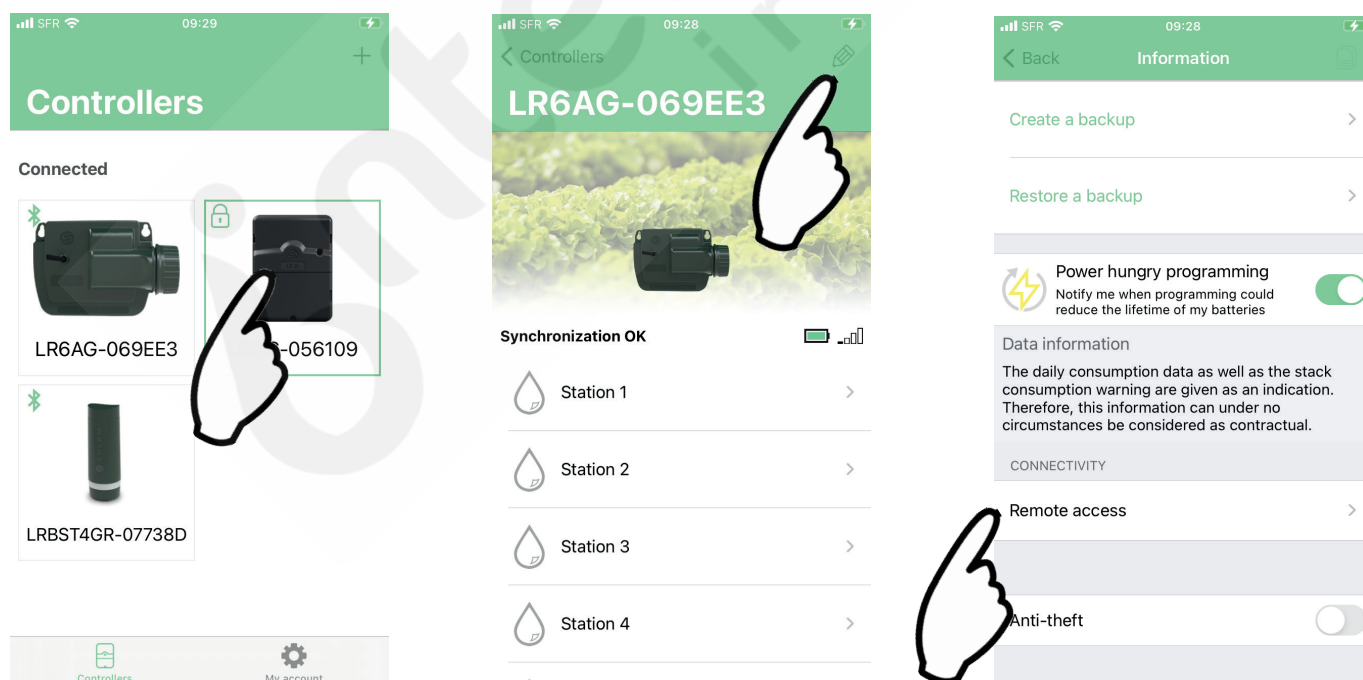 SFR 09:29
Controllers
Connected
LR6AG-069EE3
-056109
LRBST4GR-07738D
Controllers My account
SFR 09:28
Controllers
LR6AG-069EE3
Synchronization OK
Station 1
Station 2
Station 3
Station 4
SFR 09:28
Back Information
Create a backup
Restore a backup
Power hungry programming
Notify me when programming could
reduce the lifetime of my batteries
Data information
The daily consumption data as well as the stack
consumption warning are given as an indication.
Therefore, this information can under no
circumstances be considered as contractual.
CONNECTIVITY
Remote access
Anti-theft